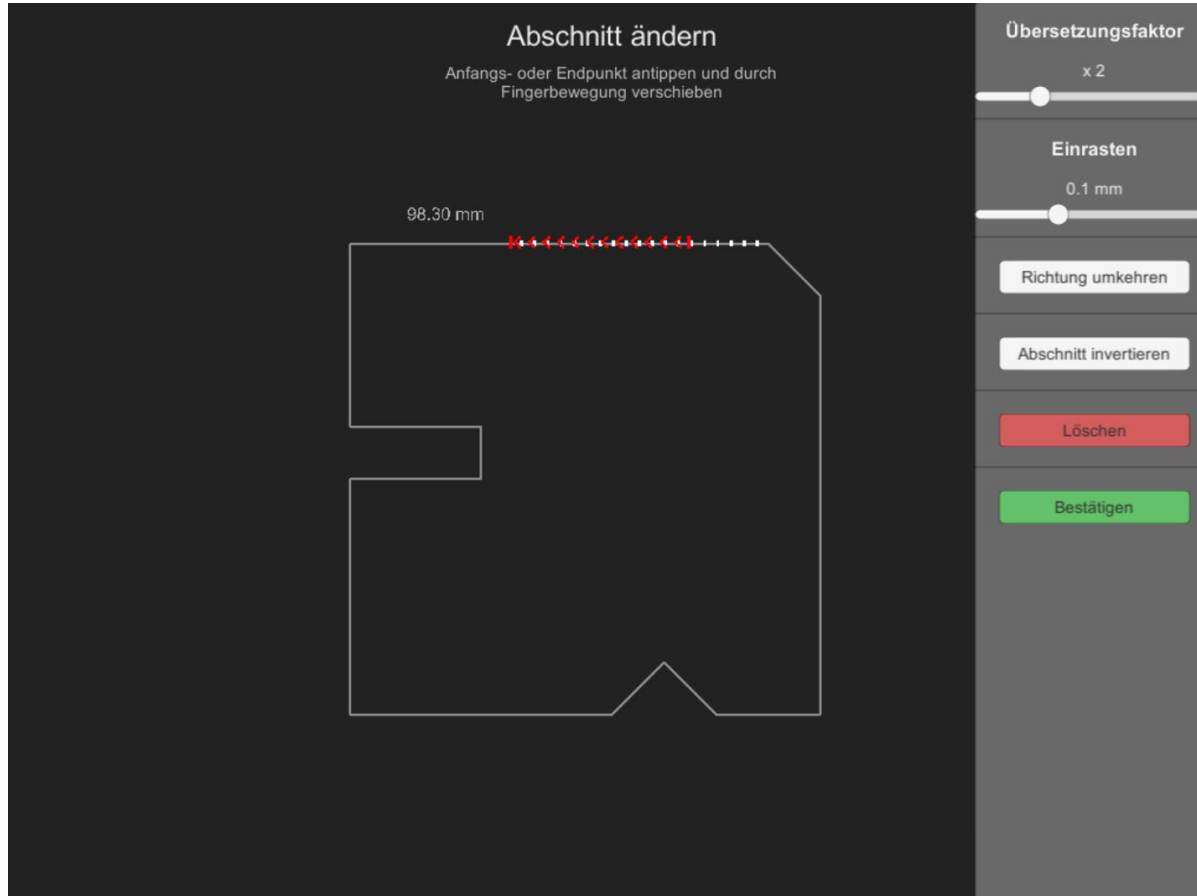 Abschnitt ändern
Anfangs- oder Endpunkt antippen und durch
Fingerbewegung verschieben
98.30 mm
Übersetzungsfaktor
x 2
Einrasten
0.1 mm
Richtung umkehren
Abschnitt invertieren
Löschen
Bestätigen